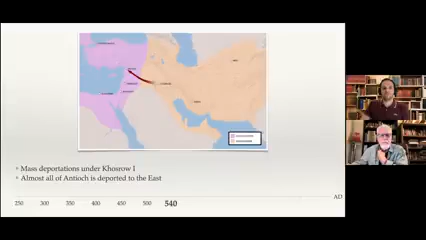 • Mass deportations under Khosrow I
• Almost all of Antioch is deported to the East
AD
250 300 350 400 450 500 540